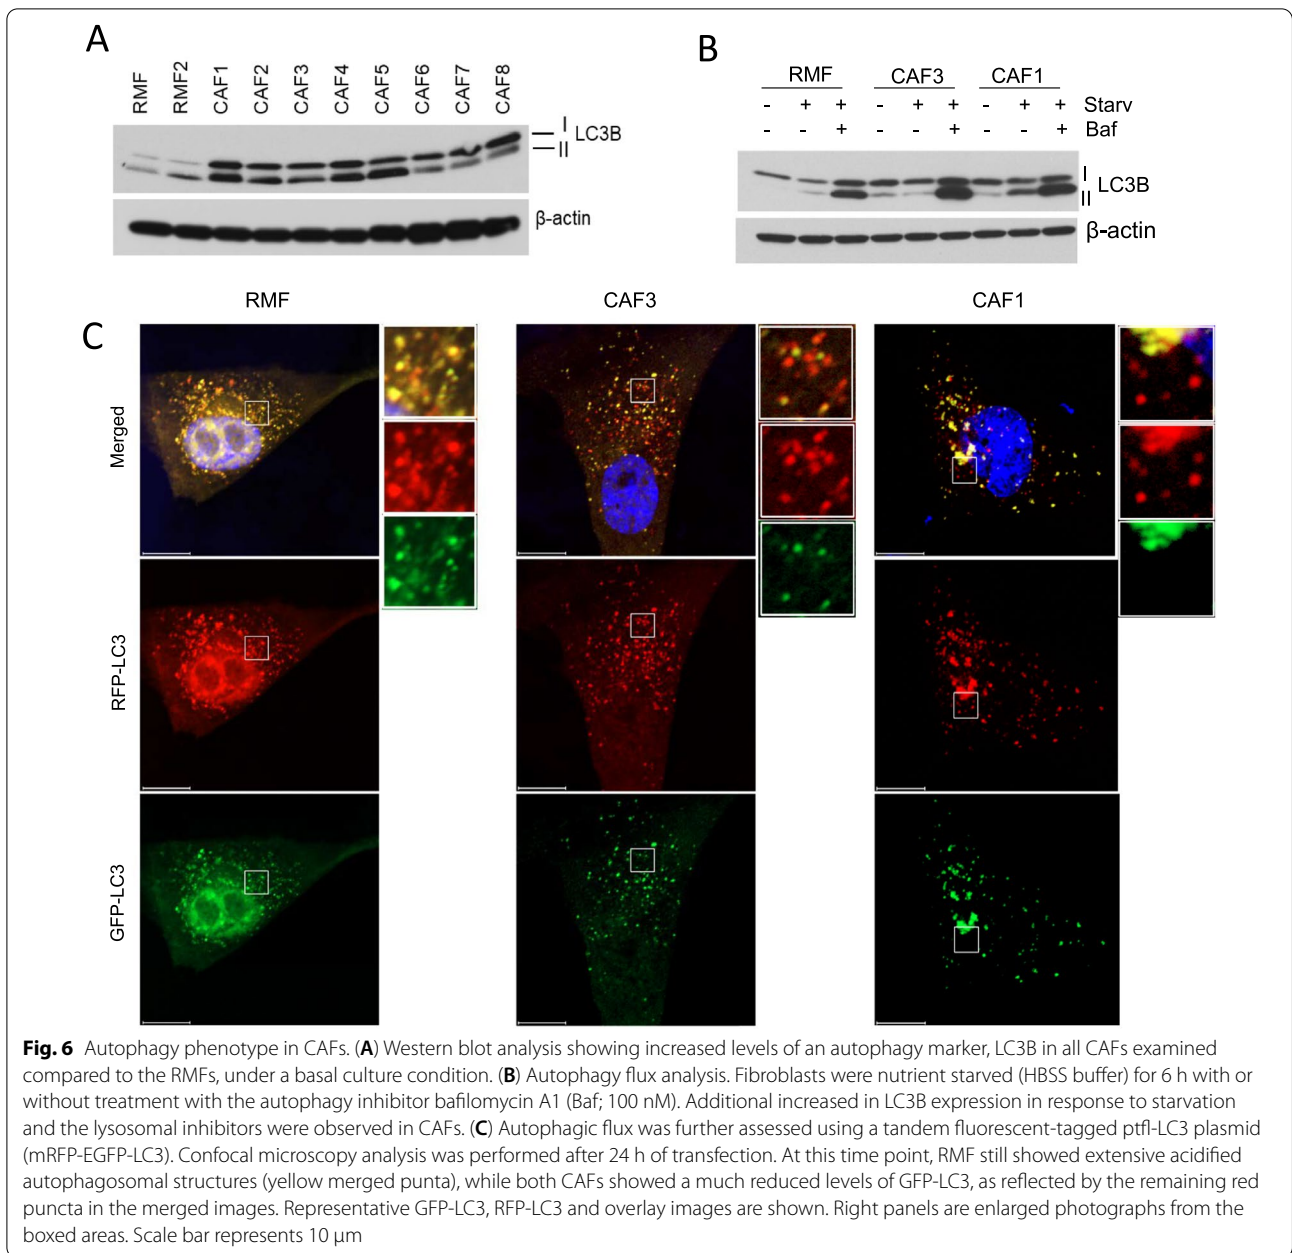 A
RMF
RMF2
CAF1
CAF2
CAF3
CAF4
CAF5
CAF6
CAF7
CAF8
I
LC3B
II
β-actin
B
RMF CAF3 CAF1
- + + - + + - + + Starv
- - + - - + - - + Baf
I
LC3B
II
β-actin
C
RMF CAF3 CAF1
Merged
RFP-LC3
GFP-LC3
Fig. 6 Autophagy phenotype in CAFs. (A) Western blot analysis showing increased levels of an autophagy marker, LC3B in all CAFs examined
compared to the RMFs, under a basal culture condition. (B) Autophagy flux analysis. Fibroblasts were nutrient starved (HBSS buffer) for 6 h with or
without treatment with the autophagy inhibitor bafilomycin A1 (Baf; 100 nM). Additional increased in LC3B expression in response to starvation
and the lysosomal inhibitors were observed in CAFs. (C) Autophagic flux was further assessed using a tandem fluorescent-tagged ptfl-LC3 plasmid
(mRFP-EGFP-LC3). Confocal microscopy analysis was performed after 24 h of transfection. At this time point, RMF still showed extensive acidified
autophagosomal structures (yellow merged punta), while both CAFs showed a much reduced levels of GFP-LC3, as reflected by the remaining red
puncta in the merged images. Representative GFP-LC3, RFP-LC3 and overlay images are shown. Right panels are enlarged photographs from the
boxed areas. Scale bar represents 10 µm